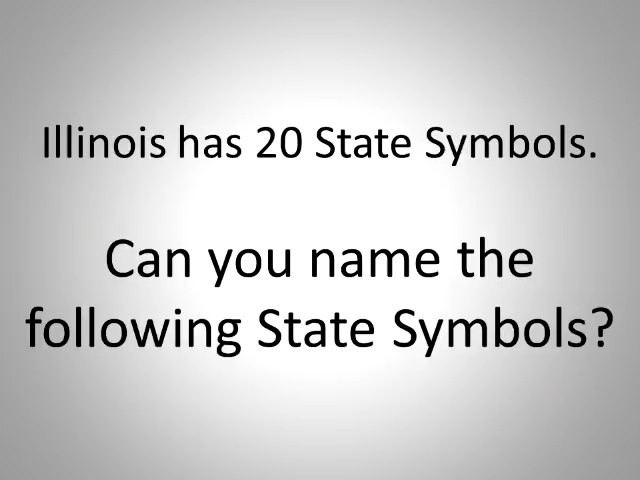 Illinois has 20 State Symbols.
Can you name the
following State Symbols?